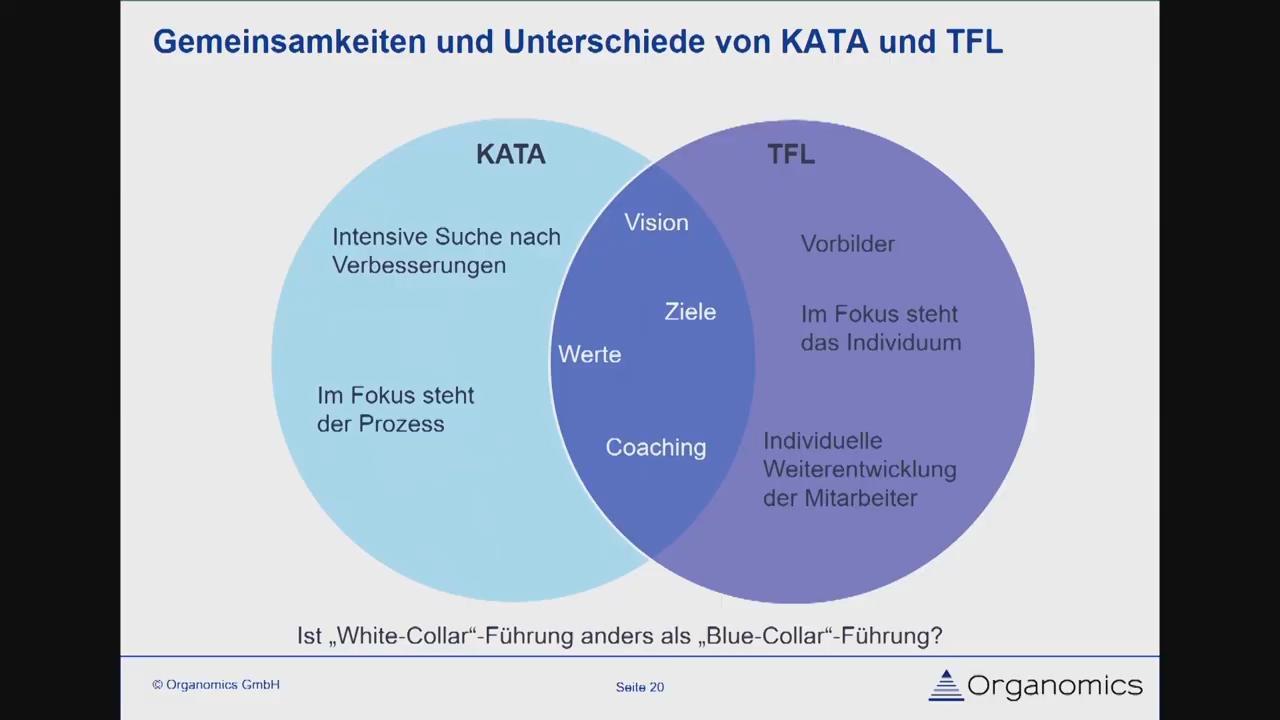 Gemeinsamkeiten und Unterschiede von KATA und TFL
KATA
Intensive Suche nach
Verbesserungen
Im Fokus steht
der Prozess
Vision
Ziele
Werte
Coaching
TFL
Vorbilder
Im Fokus steht
das Individuum
Individuelle
Weiterentwicklung
der Mitarbeiter
Ist „White-Collar“-Führung anders als „Blue-Collar“-Führung?
© Organomics GmbH
Seite 20
Organomics